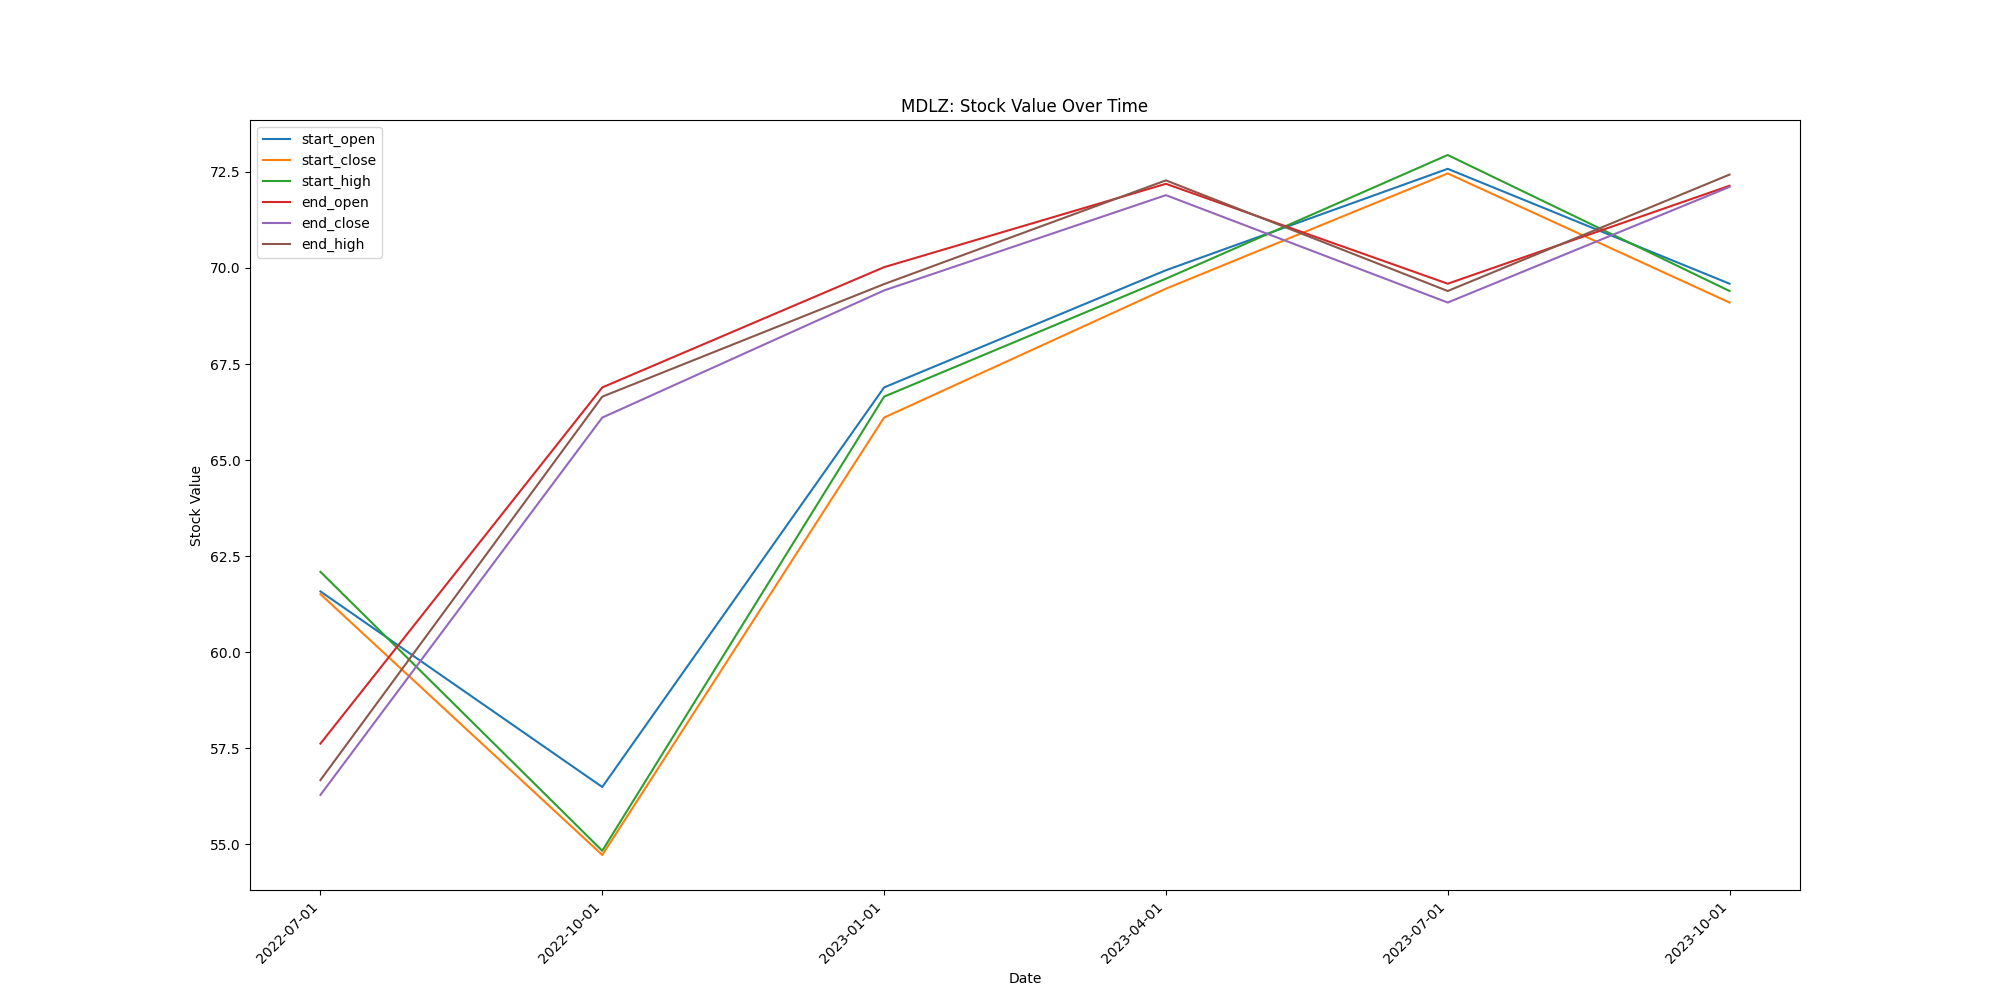 MDLZ: Stock Value Over Time
start_open
start_close
start_high
end_open
end_close
end_high
72.5
70.0
67.5
65.0
62.5
60.0
57.5
55.0
Stock Value
2022-07-01
2022-10-01
2023-01-01
2023-04-01
2023-07-01
2023-10-01
Date